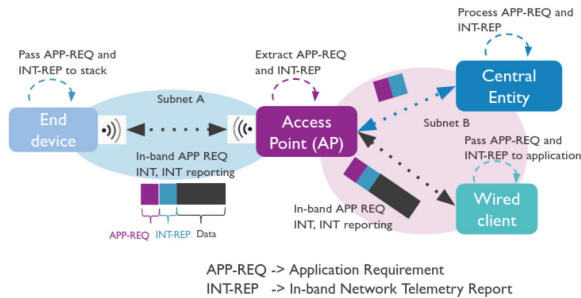 Process APP-REQ and
INT-REP
Pass APP-REQ and
INT-REP to stack
Extract APP-REQ
and INT-REP
Subnet A
End
device
Access
Point (AP)
Central
Entity
Subnet B
Pass APP-REQ and
INT-REP to application
In-band APP REQ
INT, INT reporting
In-band APP REQ
INT, INT reporting
Wired
client
APP-REQ INT-REP Data
APP-REQ -> Application Requirement
INT-REP -> In-band Network Telemetry Report